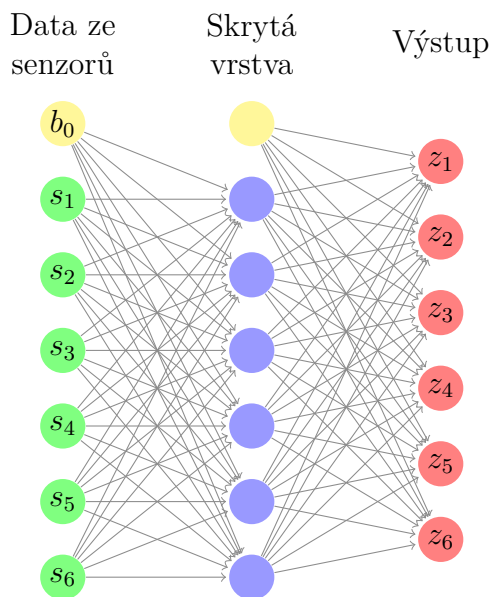 Data ze
senzorů
Skrytá
vrstva
Výstup
b₀
s₁
s₂
s₃
s₄
s₅
s₆
z₁
z₂
z₃
z₄
z₅
z₆